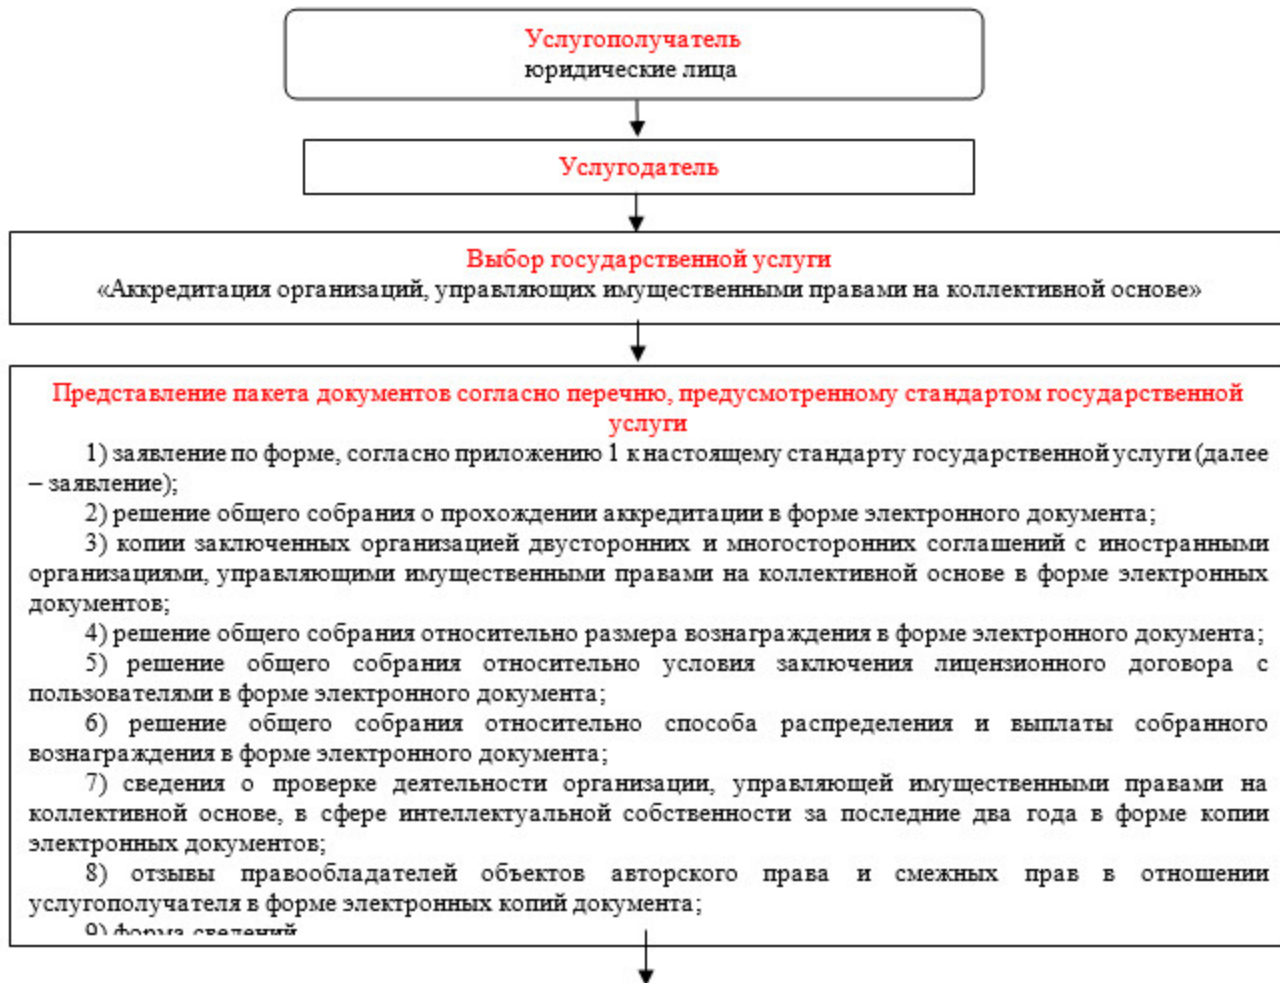 Услугополучатель
юридические лица
Услугодатель
Выбор государственной услуги
«Аккредитация организаций, управляющих имущественными правами на коллективной основе»
Представление пакета документов согласно перечню, предусмотренному стандартом государственной
услуги
1) заявление по форме, согласно приложению 1 к настоящему стандарту государственной услуги (далее
– заявление);
2) решение общего собрания о прохождении аккредитации в форме электронного документа;
3) копии заключенных организацией двусторонних и многосторонних соглашений с иностранными
организациями, управляющими имущественными правами на коллективной основе в форме электронных
документов;
4) решение общего собрания относительно размера вознаграждения в форме электронного документа;
5) решение общего собрания относительно условия заключения лицензионного договора с
пользователями в форме электронного документа;
6) решение общего собрания относительно способа распределения и выплаты собранного
вознаграждения в форме электронного документа;
7) сведения о проверке деятельности организации, управляющей имущественными правами на
коллективной основе, в сфере интеллектуальной собственности за последние два года в форме копии
электронных документов;
8) отзывы правообладателей объектов авторского права и смежных прав в отношении
услугополучателя в форме электронных копий документа;
9) форма сведений